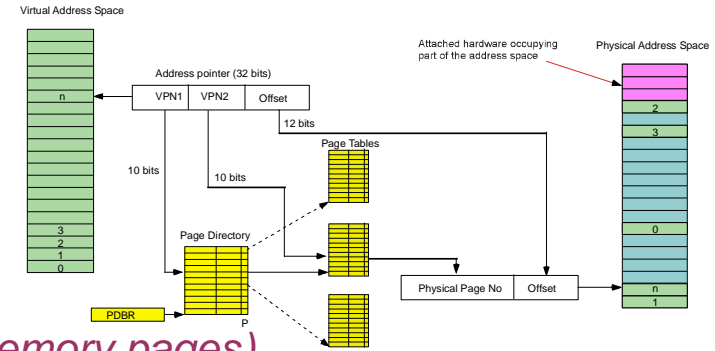 Virtual Address Space
Attached hardware occupying
part of the address space
Physical Address Space
Address pointer (32 bits)
VPN1 VPN2 Offset
n
2
12 bits
3
Page Tables
10 bits
10 bits
3
2
1
0
Page Directory
0
Physical Page No Offset
n
1
PDBR
P
emory pages)